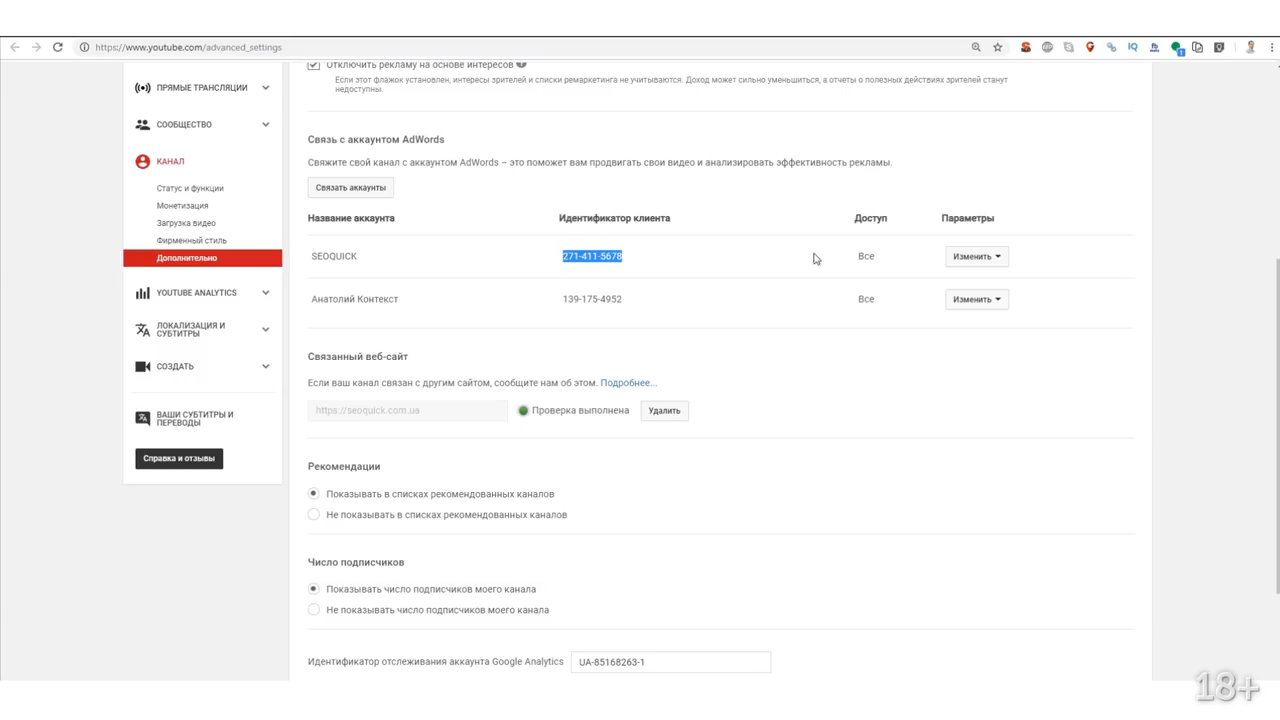 https://www.youtube.com/advanced_settings
Отключить рекламу на основе интересов
Если этот флажок установлен, интересы зрителей и списки ремаркетинга не учитываются. Доход может сильно уменьшиться, а отчеты о полезных действиях зрителей станут
недоступны.
ПРЯМЫЕ ТРАНСЛЯЦИИ
СООБЩЕСТВО
КАНАЛ
Статус и функции
Монетизация
Загрузка видео
Фирменный стиль
Дополнительно
YOUTUBE ANALYTICS
ЛОКАЛИЗАЦИЯ И
СУБТИТРЫ
СОЗДАТЬ
ВАШИ СУБТИТРЫ И
ПЕРЕВОДЫ
Справка и отзывы
Связь с аккаунтом AdWords
Свяжите свой канал с аккаунтом AdWords – это поможет вам продвигать свои видео и анализировать эффективность рекламы.
Связать аккаунты
Название аккаунта Идентификатор клиента Доступ Параметры
SEOQUICK 271-411-5678 Все Изменить
Анатолий Контекст 139-175-4952 Все Изменить
Связанный веб-сайт
Если ваш канал связан с другим сайтом, сообщите нам об этом. Подробнее...
https://seoquick.com.ua Проверка выполнена Удалить
Рекомендации
Показывать в списках рекомендованных каналов
Не показывать в списках рекомендованных каналов
Число подписчиков
Показывать число подписчиков моего канала
Не показывать число подписчиков моего канала
Идентификатор отслеживания аккаунта Google Analytics UA-85168263-1
18+